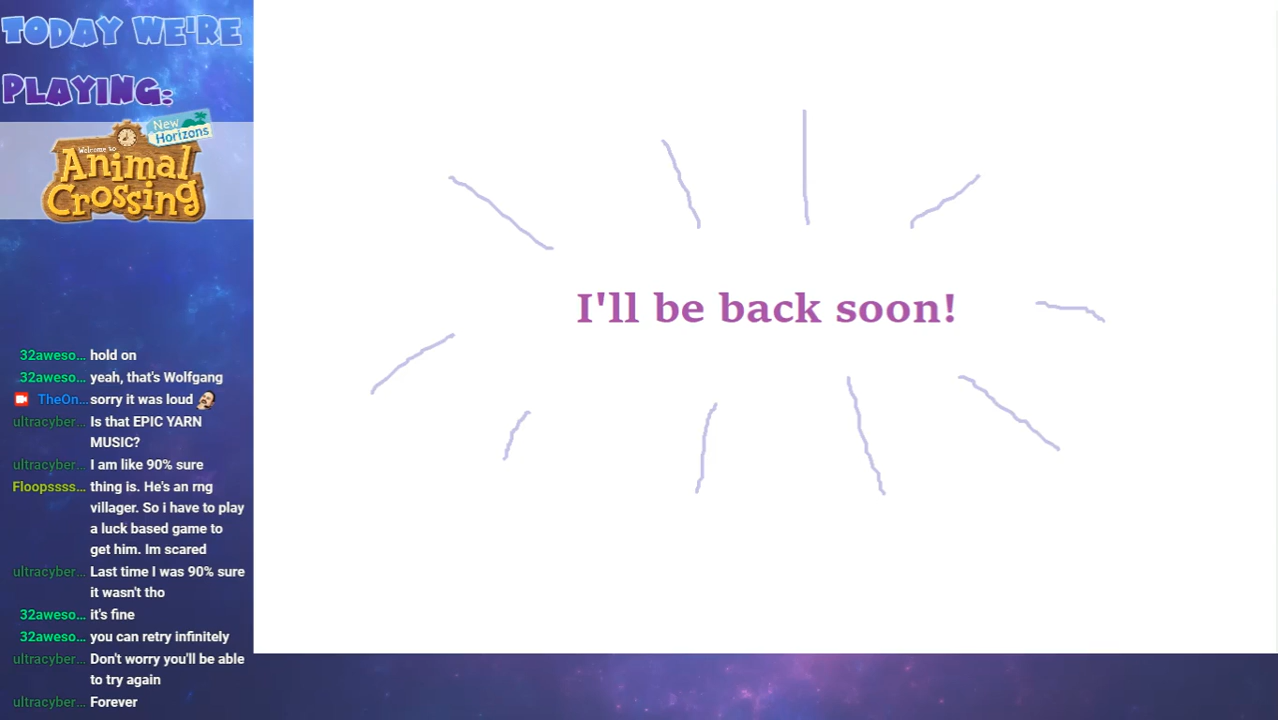 TODAY WE'RE
PLAYING:
New
Horizons
Welcome to
Animal
Crossing
I'll be back soon!
32aweso... hold on
32aweso... yeah, that's Wolfgang
TheOn... sorry it was loud
ultracyber... Is that EPIC YARN
MUSIC?
ultracyber... I am like 90% sure
Floopssss... thing is. He's an rng
villager. So i have to play
a luck based game to
get him. Im scared
ultracyber... Last time I was 90% sure
it wasn't tho
32aweso... it's fine
32aweso... you can retry infinitely
ultracyber... Don't worry you'll be able
to try again
ultracyber... Forever